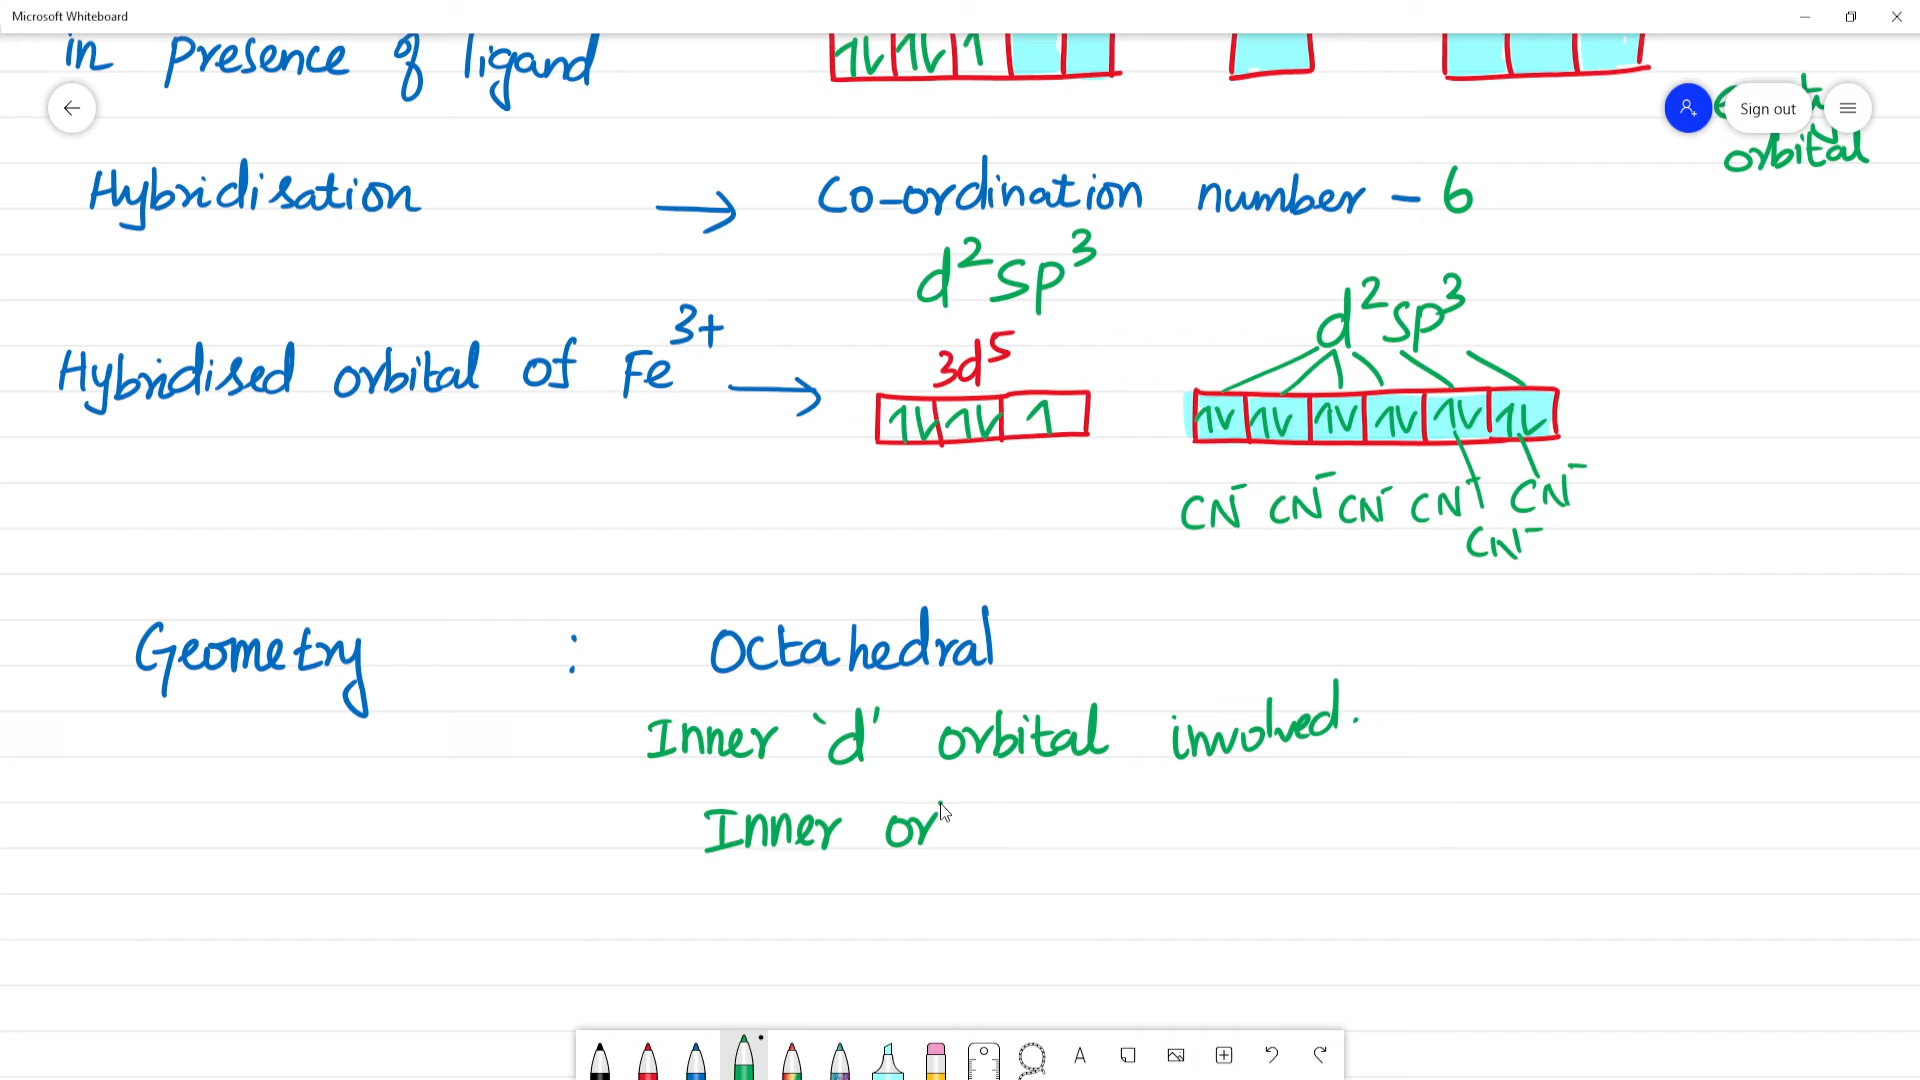 Microsoft Whiteboard
in presence of ligand
Sign out
orbital
Hybridisation → Co-ordination number - 6
d²sp³
d²sp³
Hybridised orbital of Fe³⁺ →
3d⁵
CN⁻ CN⁻ CN⁻ CN⁻ CN⁻
CN⁻
Geometry : Octahedral
Inner 'd' orbital involved.
Inner or
A